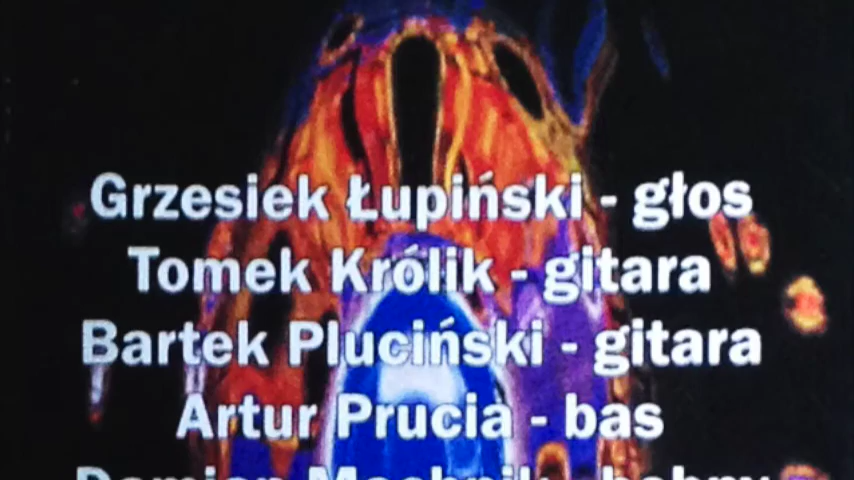 Grzesiek Łupiński - głos
Tomek Królik - gitara
Bartek Pluciński - gitara
Artur Prucia - bas